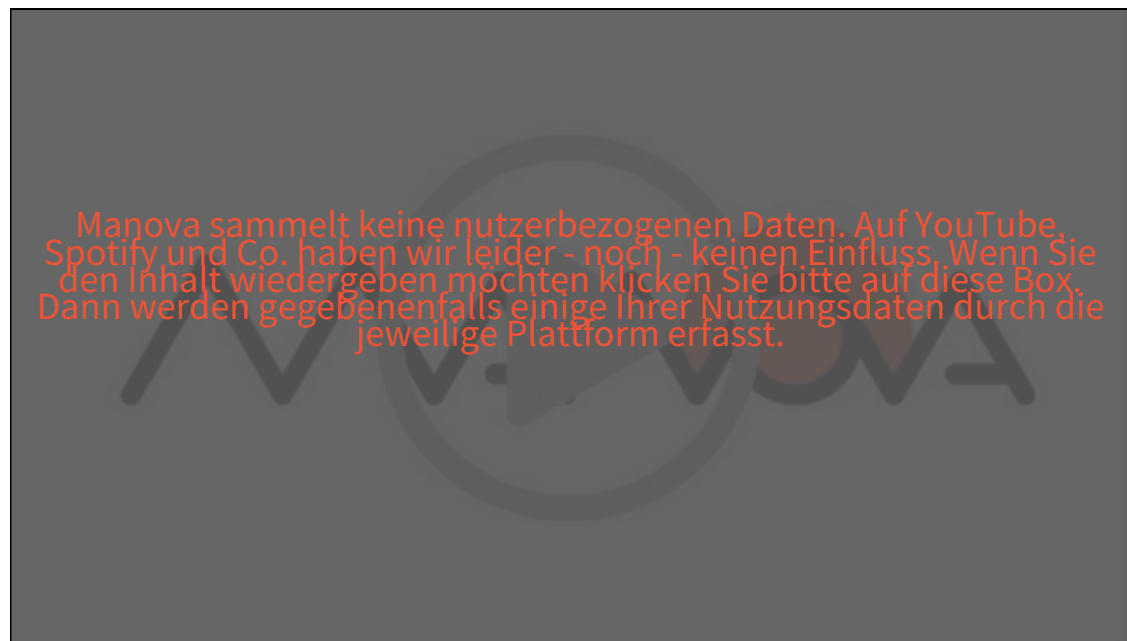 Manova sammelt keine nutzerbezogenen Daten. Auf YouTube,
Spotify und Co. haben wir leider - noch - keinen Einfluss. Wenn Sie
den Inhalt wiedergeben möchten klicken Sie bitte auf diese Box.
Dann werden gegebenenfalls einige Ihrer Nutzungsdaten durch die
jeweilige Plattform erfasst.
MANOVA